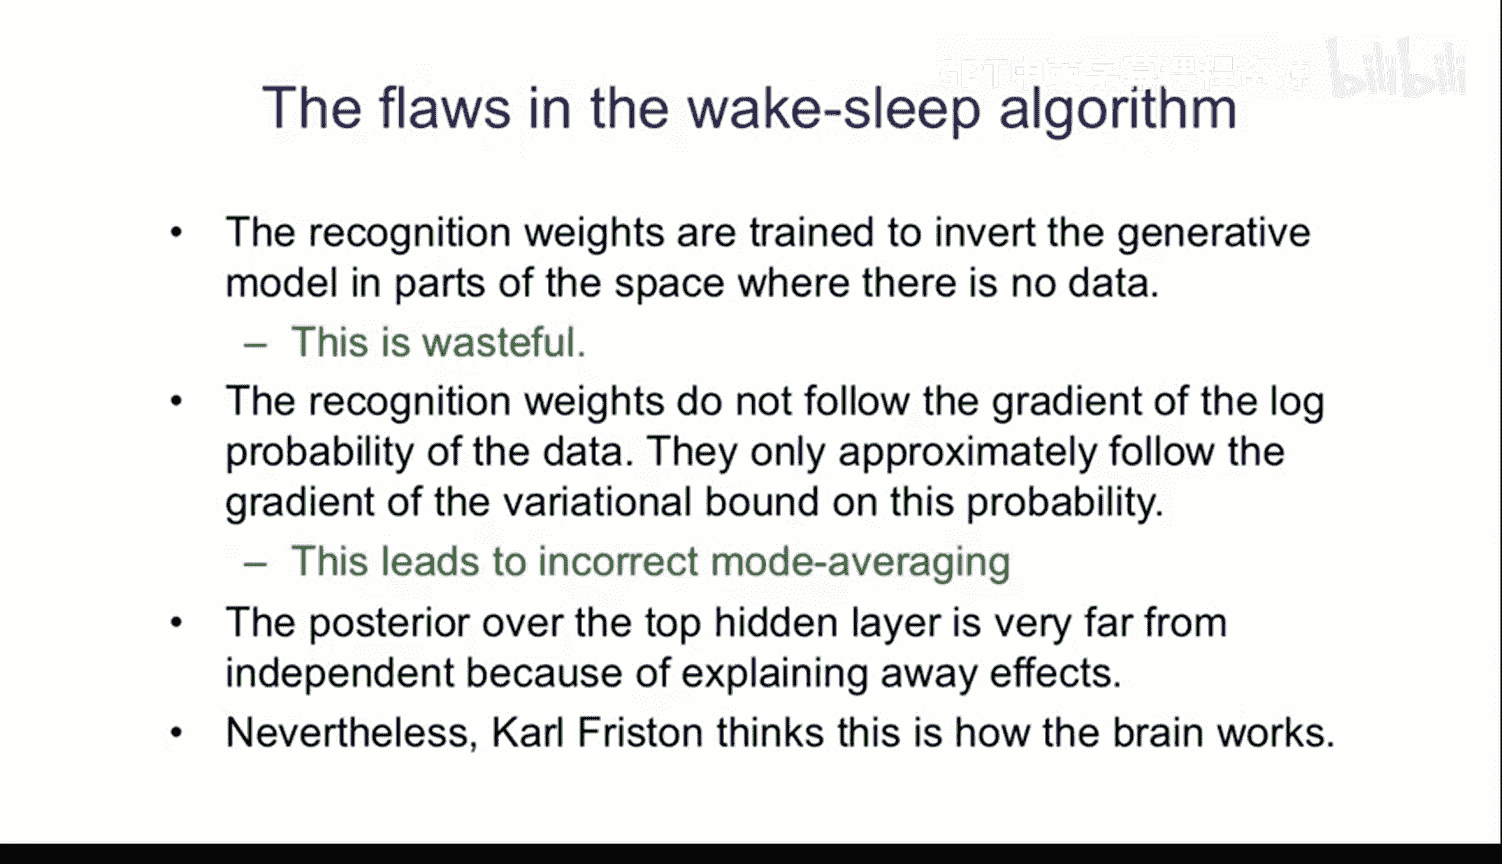 bilibili
The flaws in the wake-sleep algorithm
• The recognition weights are trained to invert the generative
model in parts of the space where there is no data.
– This is wasteful.
• The recognition weights do not follow the gradient of the log
probability of the data. They only approximately follow the
gradient of the variational bound on this probability.
– This leads to incorrect mode-averaging
• The posterior over the top hidden layer is very far from
independent because of explaining away effects.
• Nevertheless, Karl Friston thinks this is how the brain works.